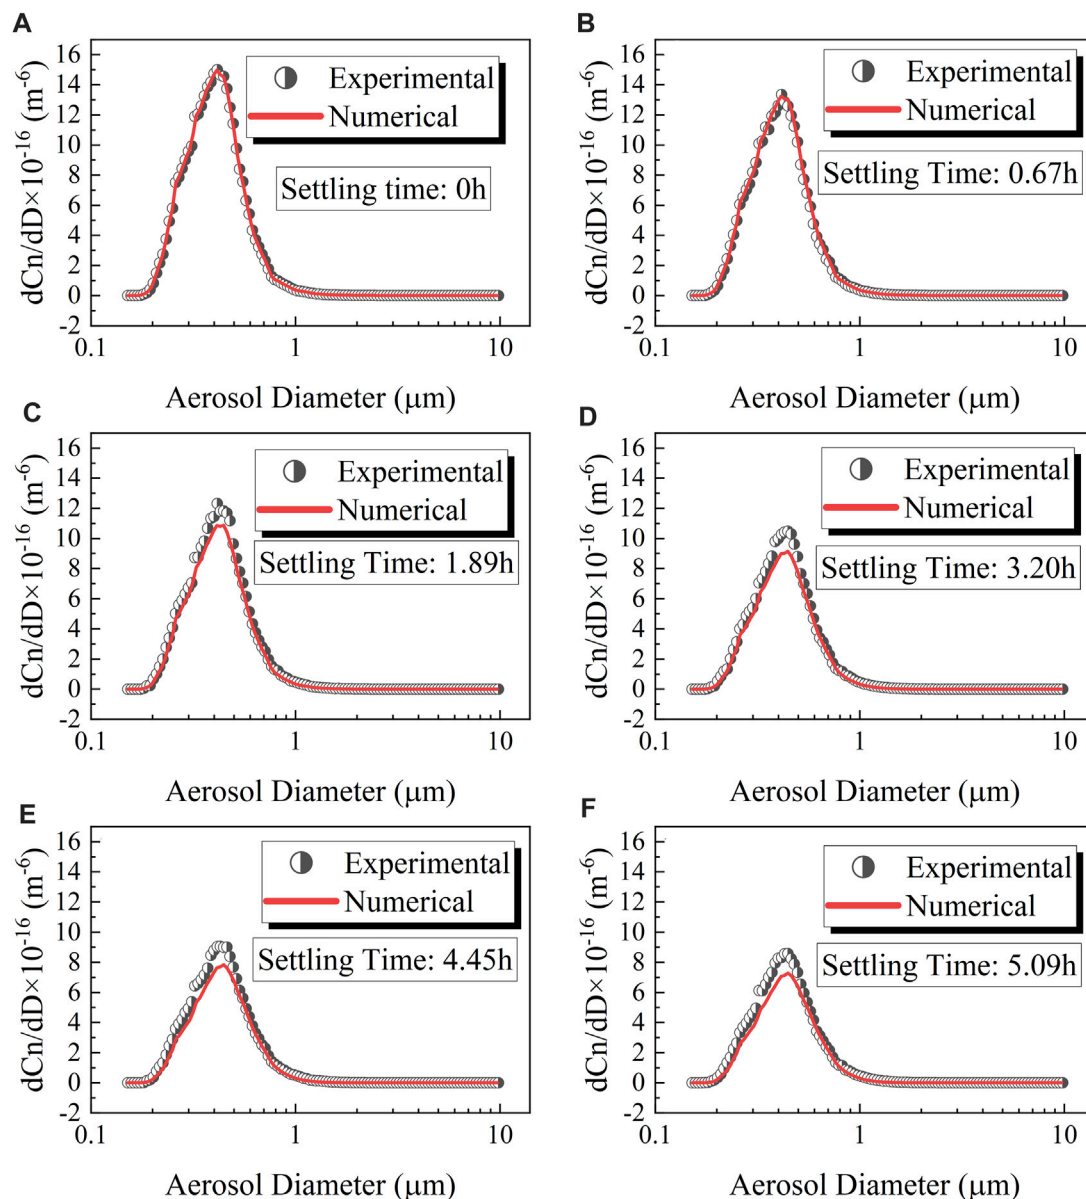 A
dCn/dD×10⁻¹⁶ (m⁻⁶)
16
14
12
10
8
6
4
2
0
-2
Experimental
Numerical
Settling time: 0h
0.1 1 10
Aerosol Diameter (μm)
B
dCn/dD×10⁻¹⁶ (m⁻⁶)
16
14
12
10
8
6
4
2
0
-2
Experimental
Numerical
Settling Time: 0.67h
0.1 1 10
Aerosol Diameter (μm)
C
dCn/dD×10⁻¹⁶ (m⁻⁶)
16
14
12
10
8
6
4
2
0
-2
Experimental
Numerical
Settling Time: 1.89h
0.1 1 10
Aerosol Diameter (μm)
D
dCn/dD×10⁻¹⁶ (m⁻⁶)
16
14
12
10
8
6
4
2
0
-2
Experimental
Numerical
Settling Time: 3.20h
0.1 1 10
Aerosol Diameter (μm)
E
dCn/dD×10⁻¹⁶ (m⁻⁶)
16
14
12
10
8
6
4
2
0
-2
Experimental
Numerical
Settling Time: 4.45h
0.1 1 10
Aerosol Diameter (μm)
F
dCn/dD×10⁻¹⁶ (m⁻⁶)
16
14
12
10
8
6
4
2
0
-2
Experimental
Numerical
Settling Time: 5.09h
0.1 1 10
Aerosol Diameter (μm)